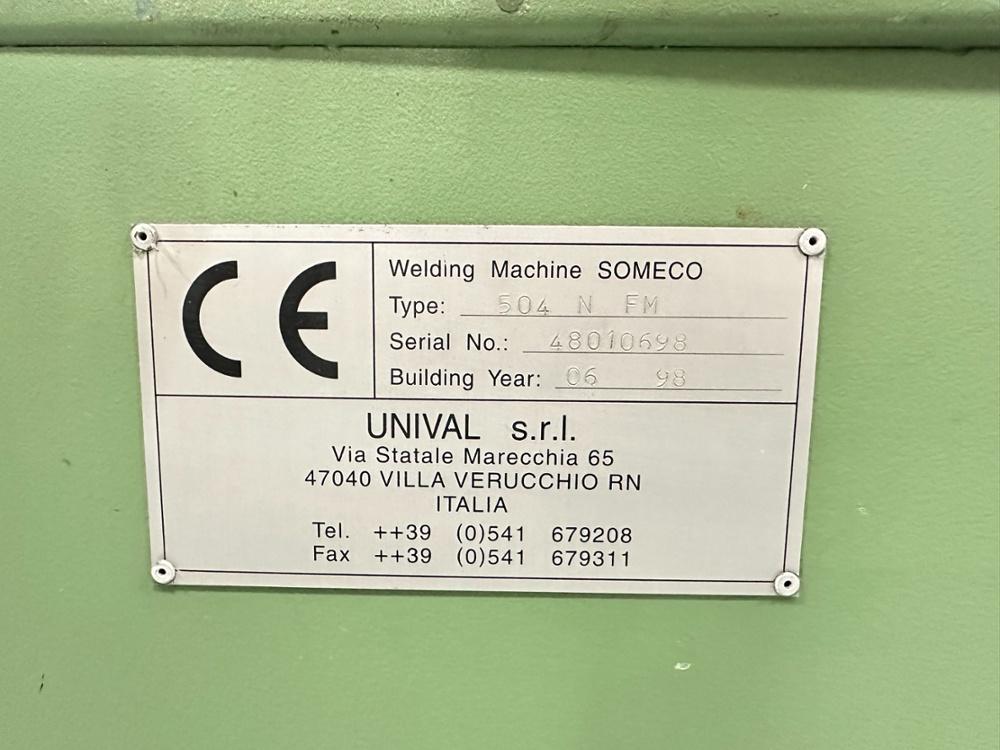 CE
Welding Machine SOMECO
Type: 504 N FM
Serial No.: 48010698
Building Year: 06 98
UNIVAL s.r.l.
Via Statale Marecchia 65
47040 VILLA VERUCCHIO RN
ITALIA
Tel. ++39 (0)541 679208
Fax ++39 (0)541 679311